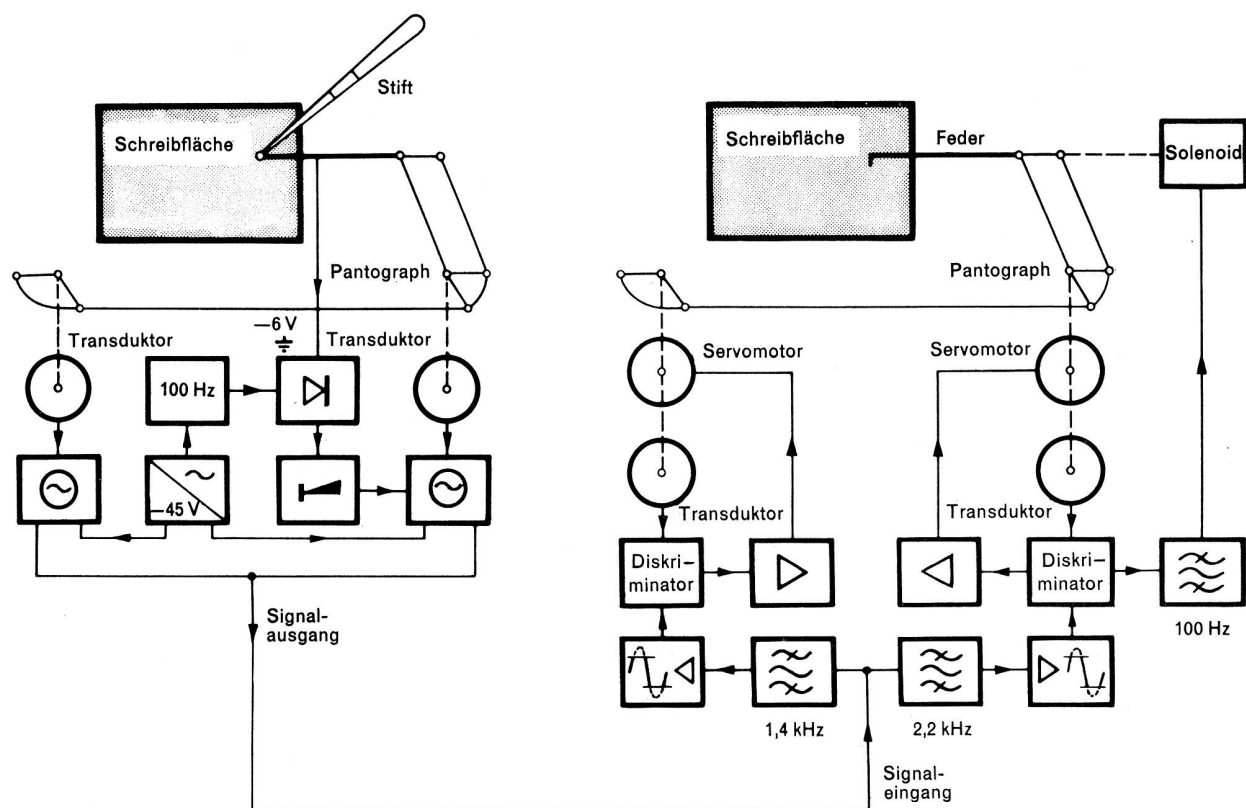 Stift
Schreibfläche
Pantograph
Transduktor
—6 V
Transduktor
100 Hz
—45 V
Signal-
ausgang
Schreibfläche
Feder
Solenoid
Pantograph
Servomotor
Servomotor
Transduktor
Transduktor
Diskri—
minator
Diskri—
minator
100 Hz
1,4 kHz
2,2 kHz
Signal-
eingang